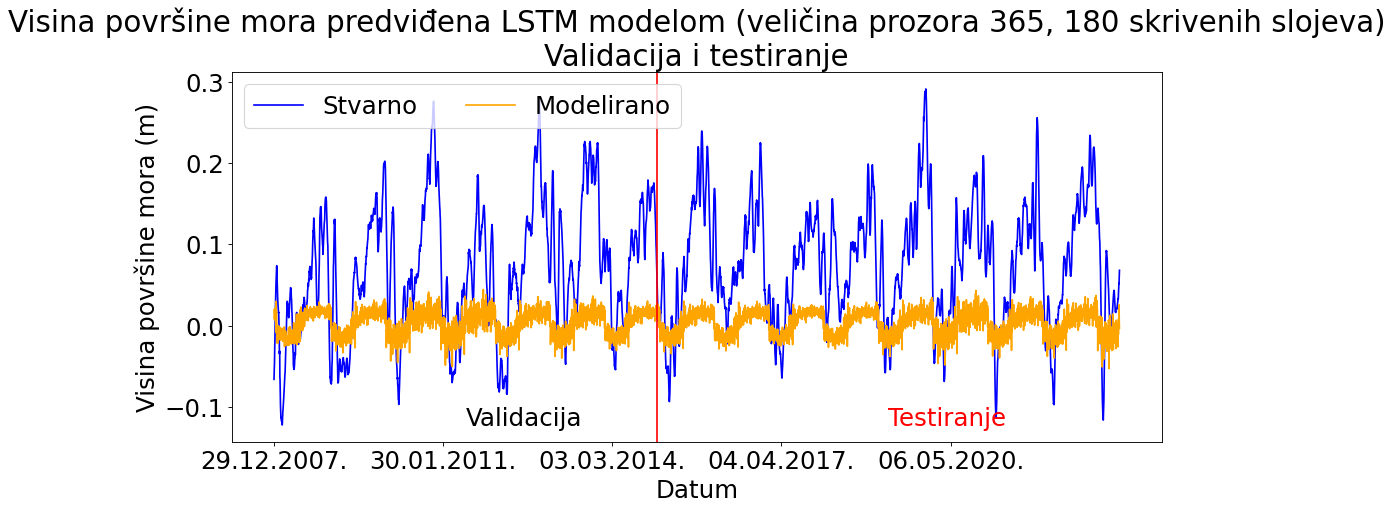 Visina površine mora predviđena LSTM modelom (veličina prozora 365, 180 skrivenih slojeva)
Validacija i testiranje
Stvarno
Modelirano
Visina površine mora (m)
0.3
0.2
0.1
0.0
−0.1
Validacija
Testiranje
29.12.2007.
30.01.2011.
03.03.2014.
04.04.2017.
06.05.2020.
Datum